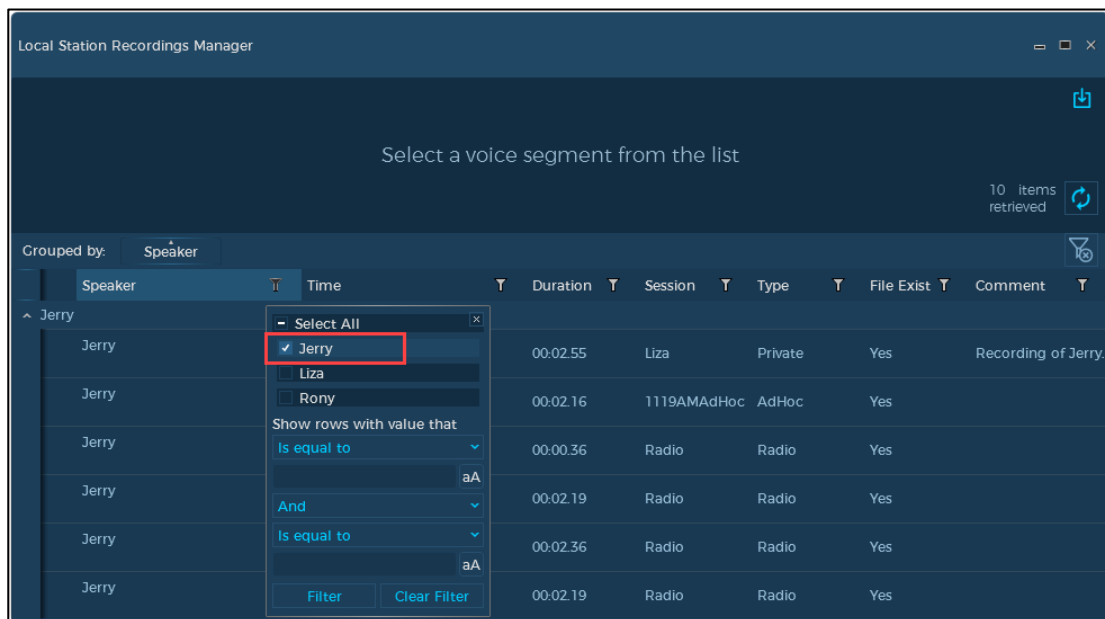 Local Station Recordings Manager
Select a voice segment from the list
10 items
retrieved
Grouped by: Speaker
Speaker Time Duration Session Type File Exist Comment
Jerry
Select All
Jerry
Liza
Rony
Show rows with value that
Is equal to
aA
And
Is equal to
aA
Filter Clear Filter
Jerry 00:02.55 Liza Private Yes Recording of Jerry.
Jerry 00:02.16 1119AMAdHoc AdHoc Yes
Jerry 00:00.36 Radio Radio Yes
Jerry 00:02.19 Radio Radio Yes
Jerry 00:02.36 Radio Radio Yes
Jerry 00:02.19 Radio Radio Yes